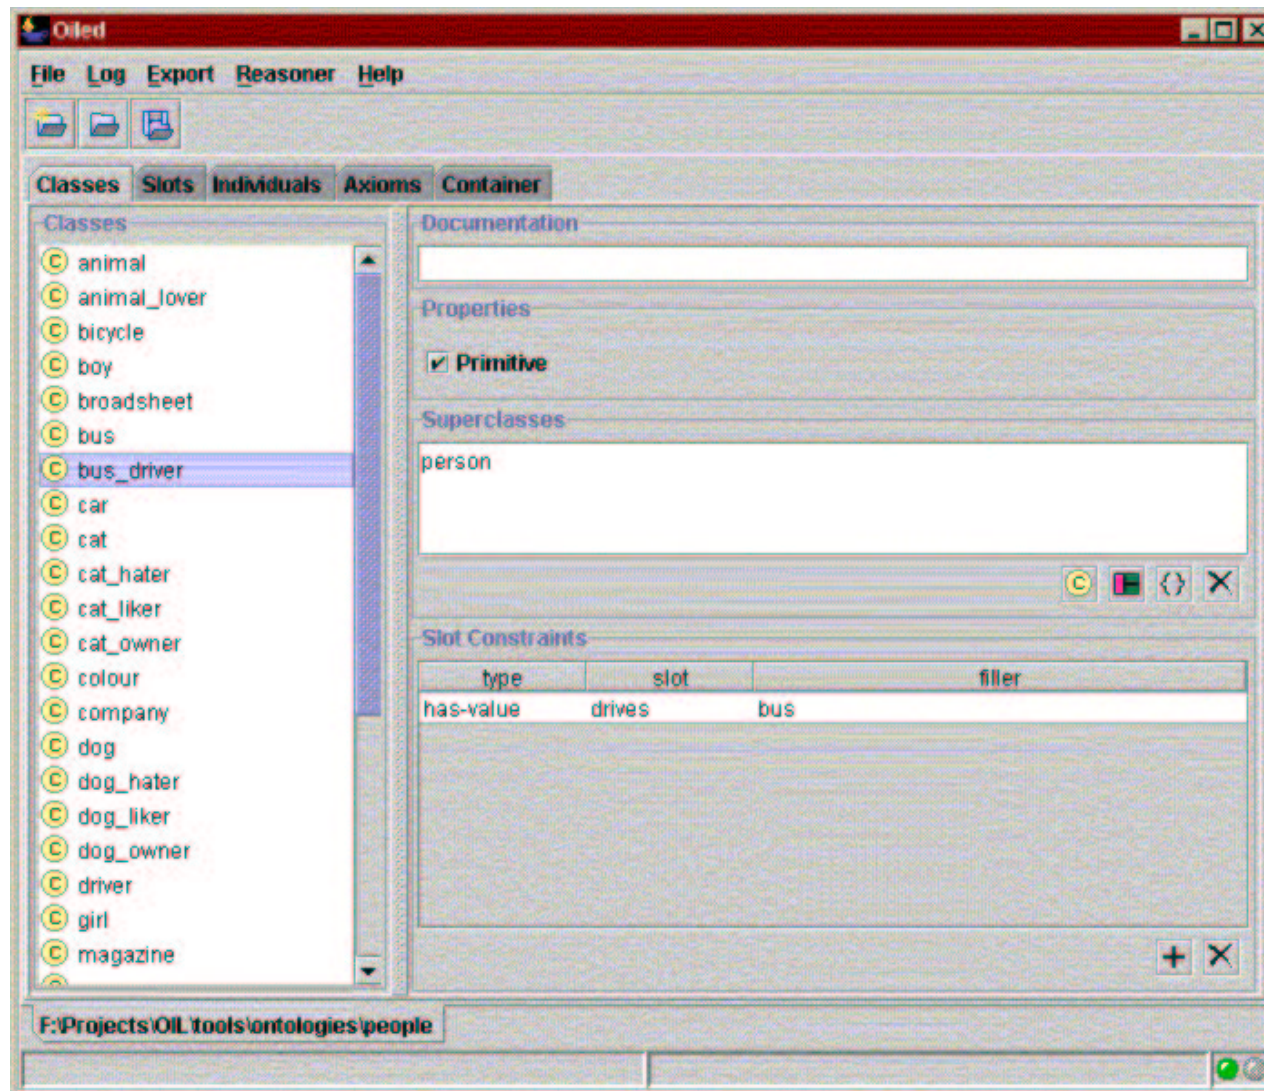 Oiled
File Log Export Reasoner Help
Classes Slots Individuals Axioms Container
Classes
C animal
C animal_lover
C bicycle
C boy
C broadsheet
C bus
C bus_driver
C car
C cat
C cat_hater
C cat_liker
C cat_owner
C colour
C company
C dog
C dog_hater
C dog_liker
C dog_owner
C driver
C girl
C magazine
Documentation
Properties
Primitive
Superclasses
person
C {}
Slot Constraints
type slot filler
has-value drives bus
F:\Projects\OIL\tools\ontologies\people